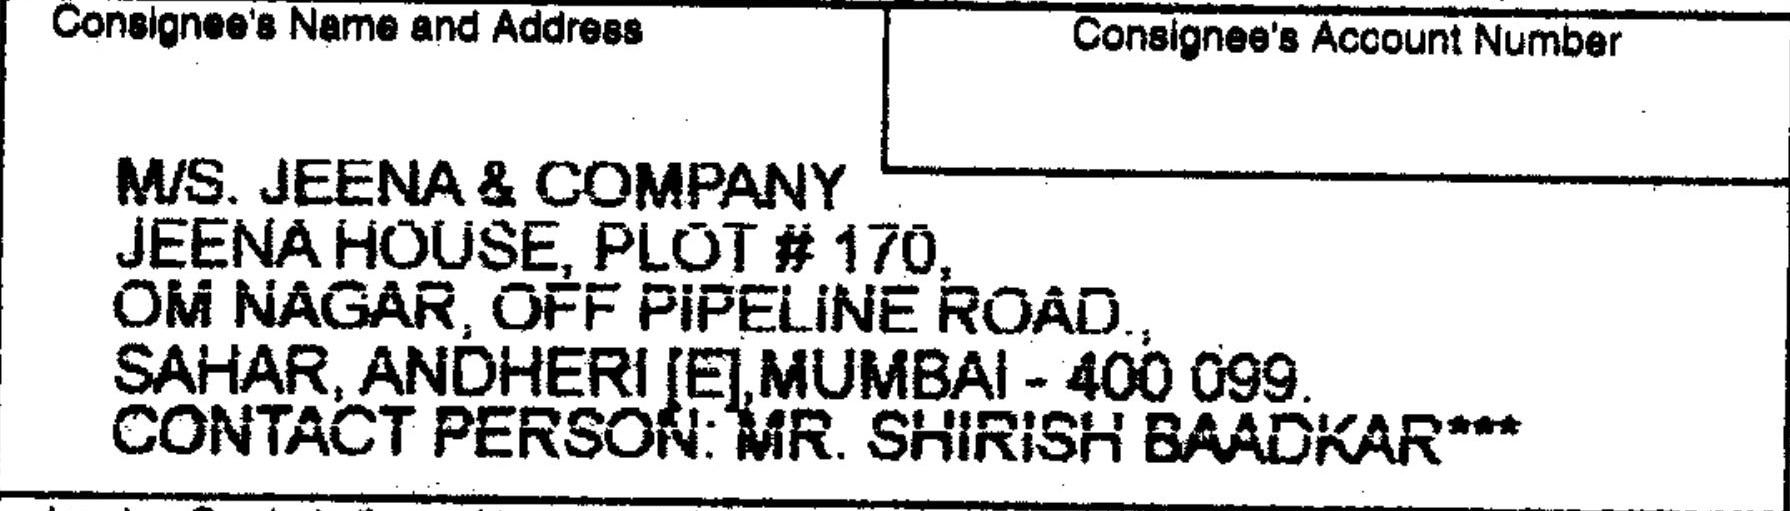 Consignee's Name and Address
Consignee's Account Number
M/S. JEENA & COMPANY
JEENA HOUSE, PLOT # 170,
OM NAGAR, OFF PIPELINE ROAD.,
SAHAR, ANDHERI [E],MUMBAI - 400 099.
CONTACT PERSON: MR. SHIRISH BAADKAR***